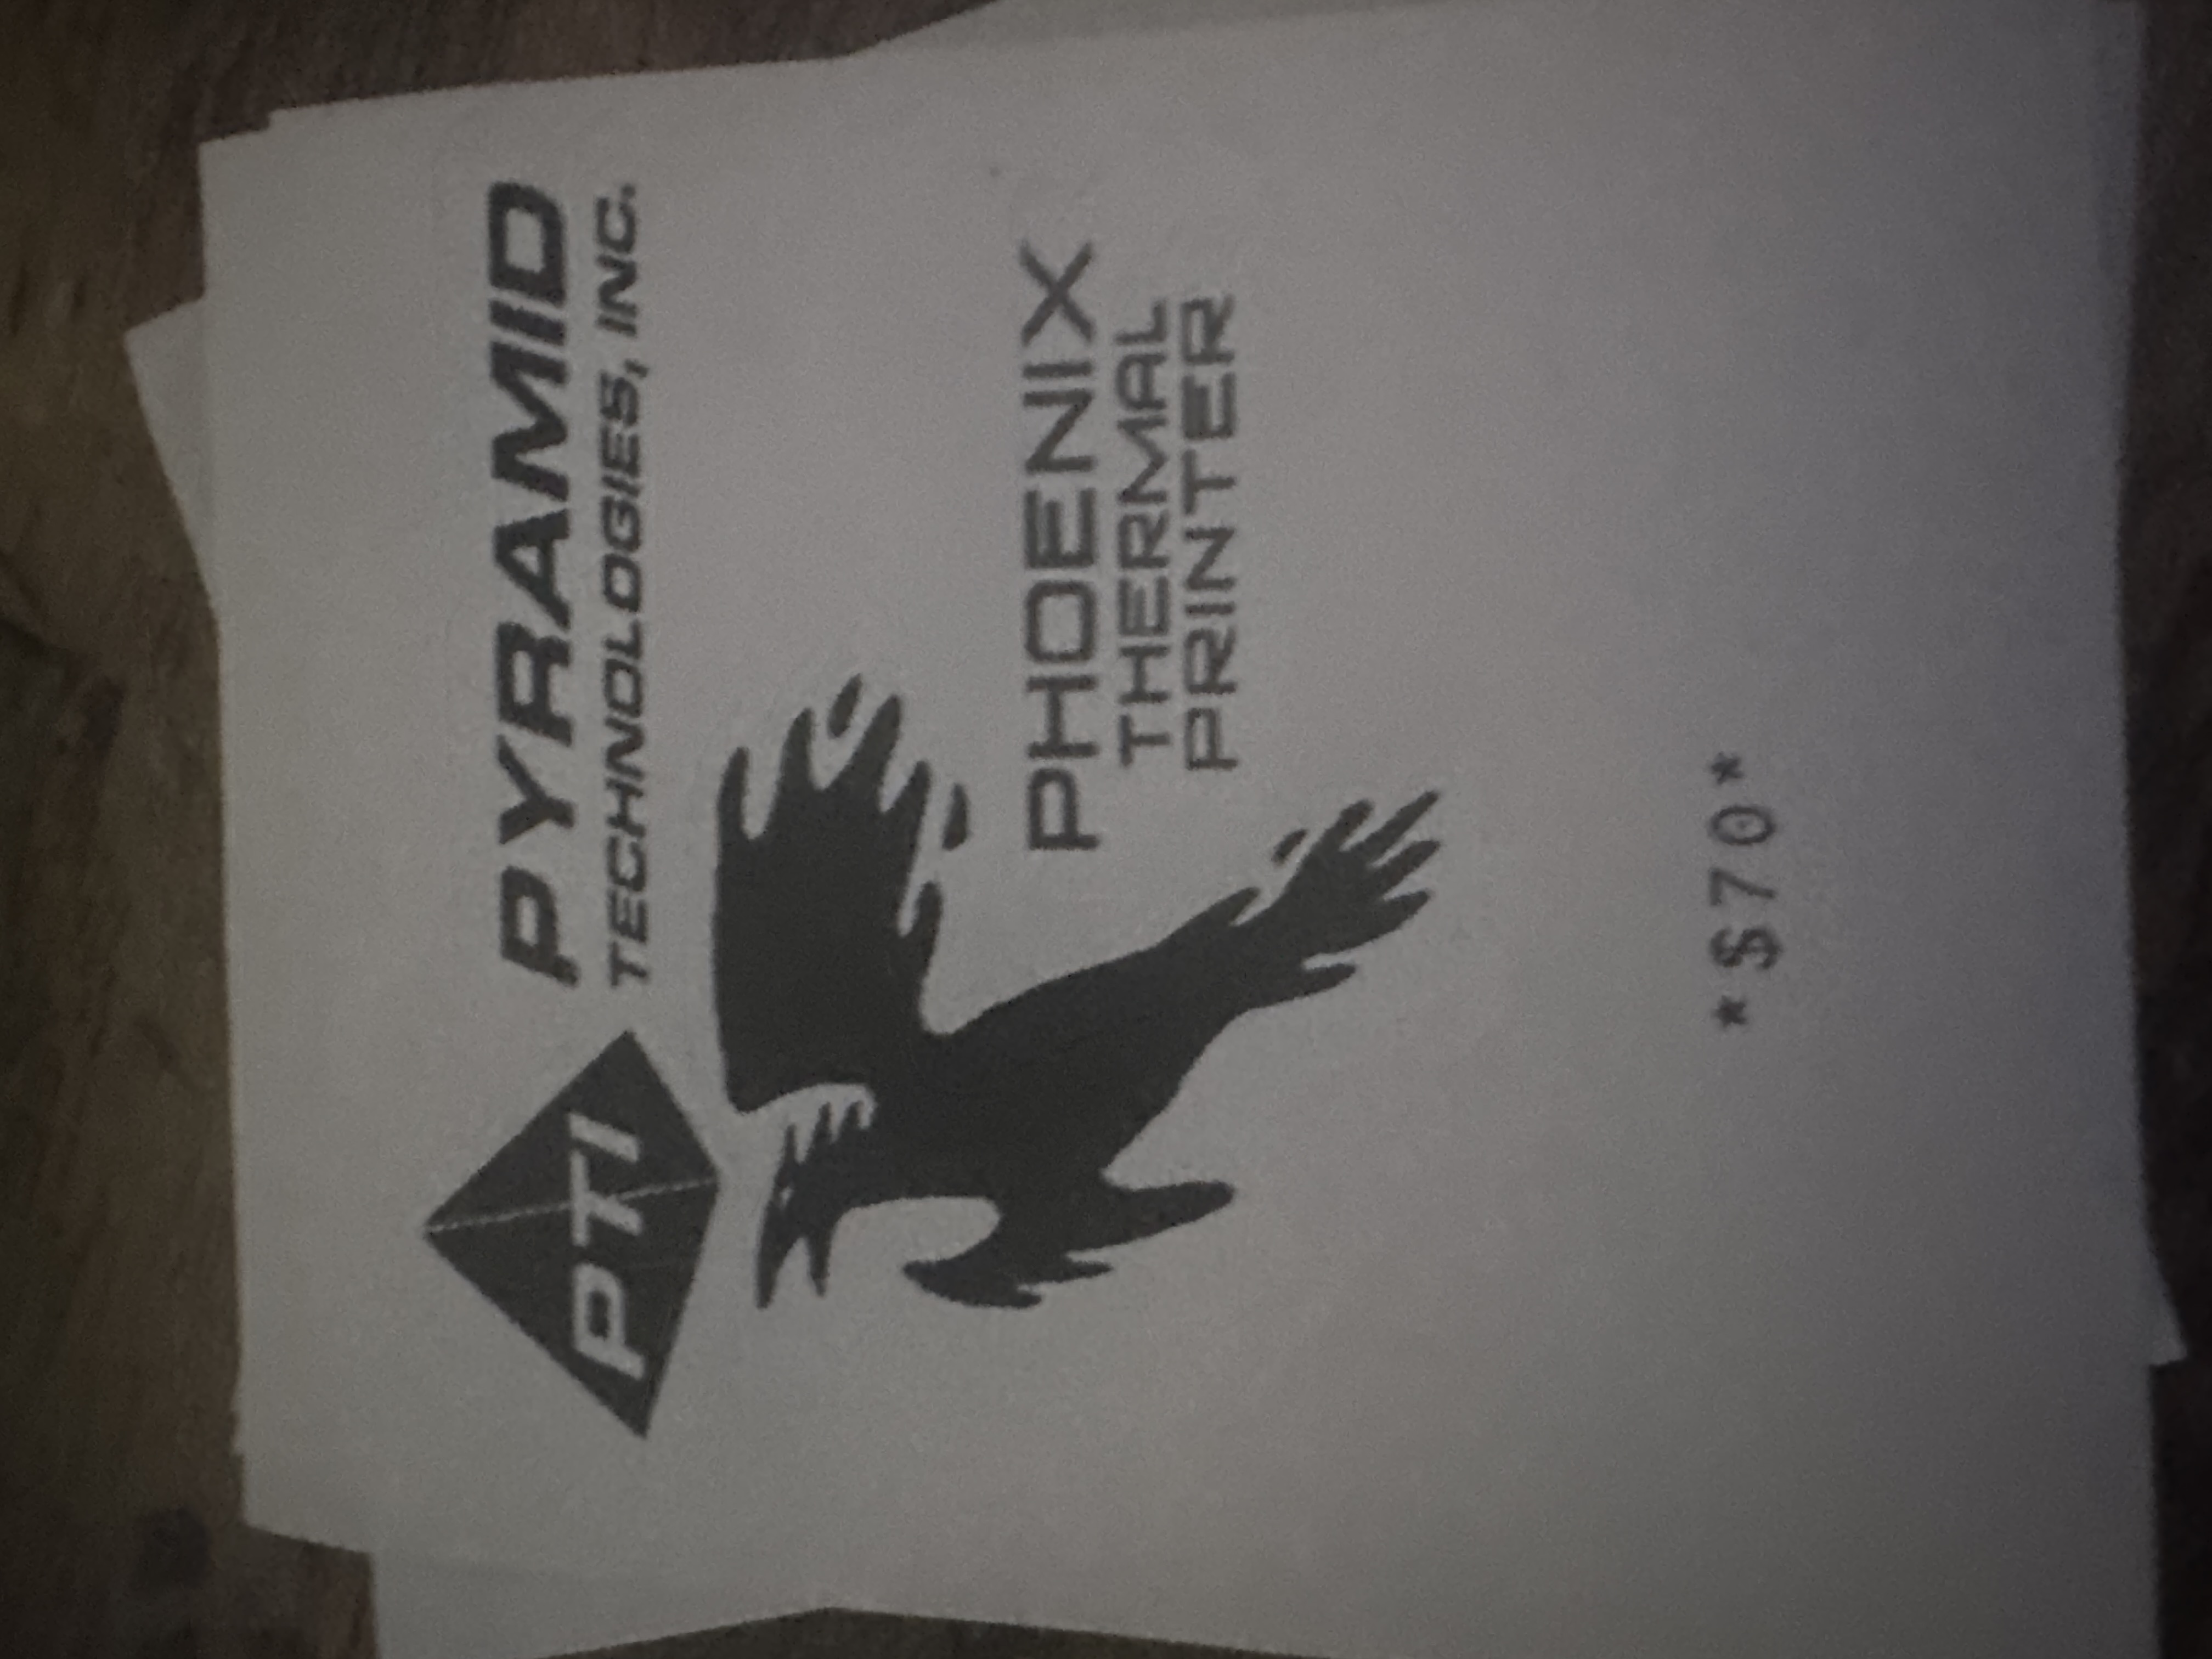 PTI
PYRAMID
TECHNOLOGIES, INC.
PHOENIX
THERMAL
PRINTER
*$70*